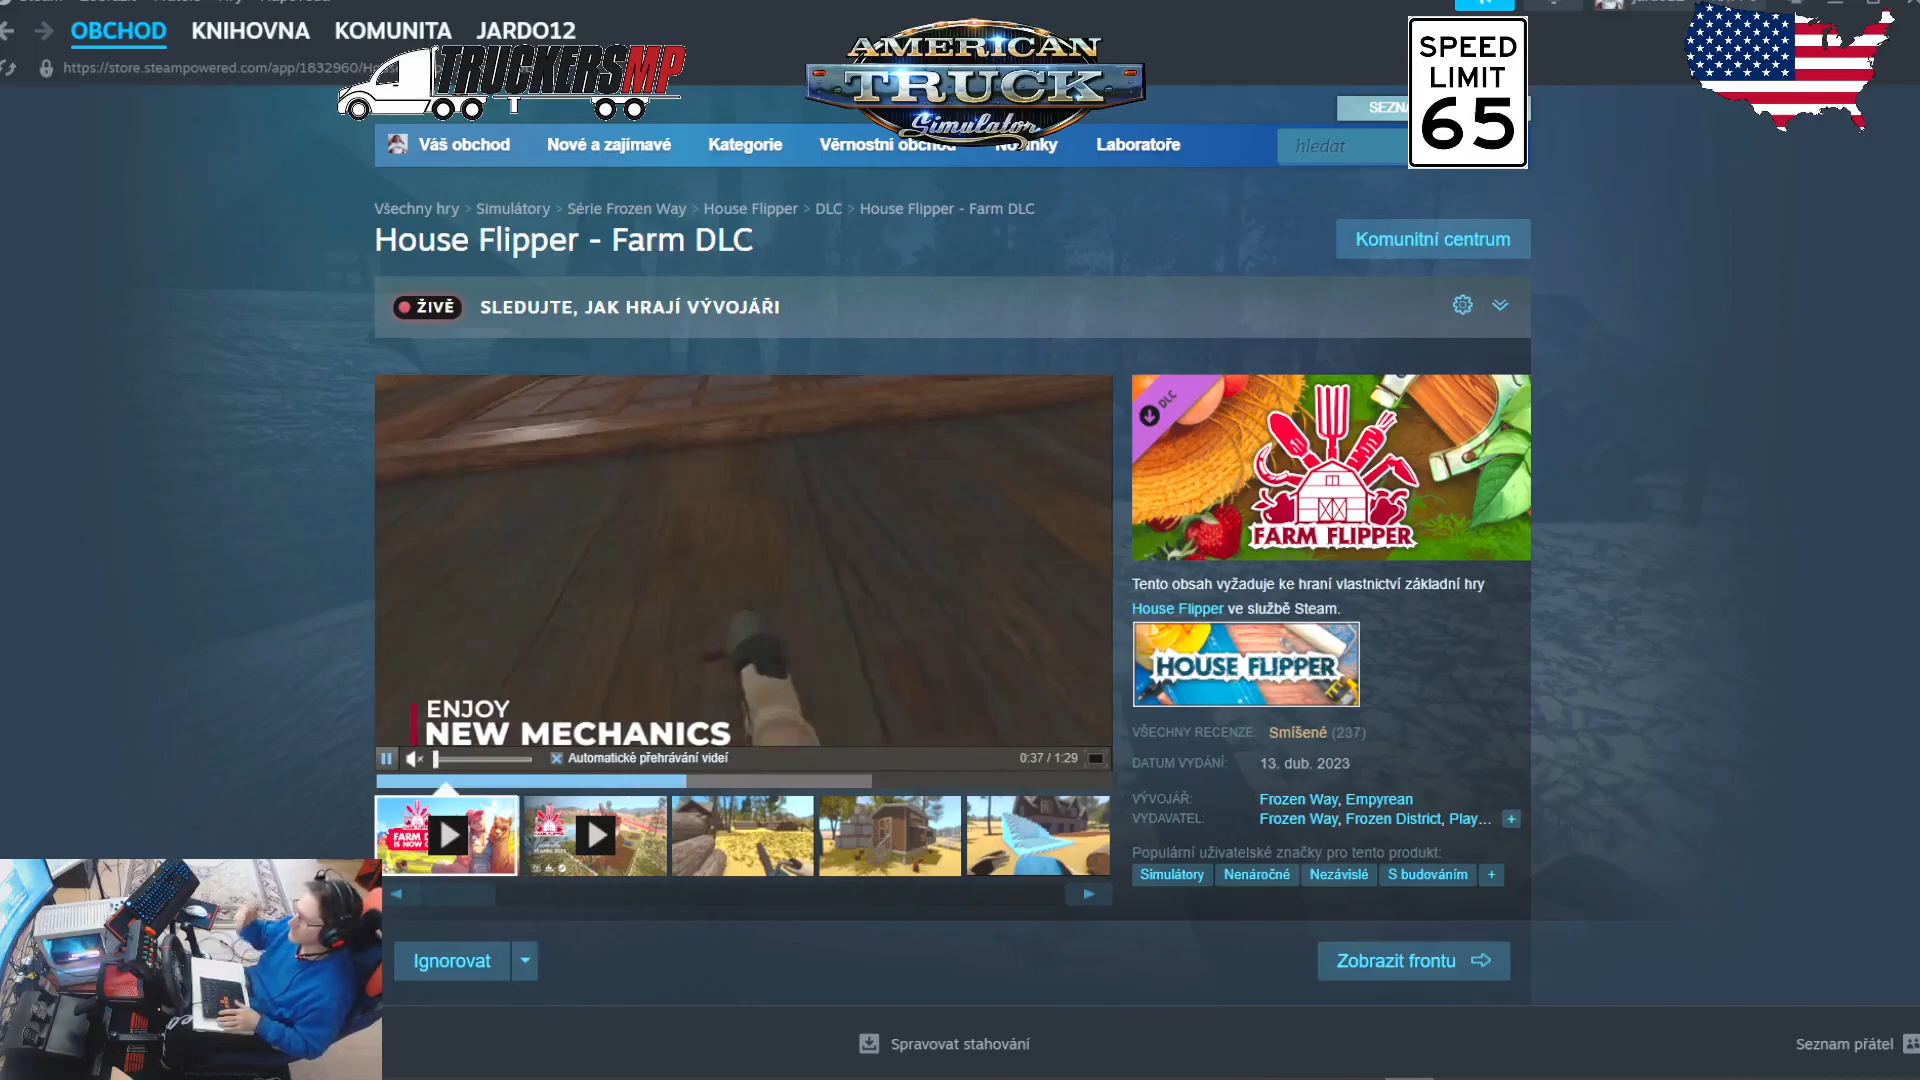 OBCHOD KNIHOVNA KOMUNITA JARDO12
https://store.steampowered.com/app/1832960/Ho
TRUCKERSMP
AMERICAN
TRUCK
Simulator
SPEED
LIMIT
65
Váš obchod Nové a zajímavé Kategorie Věrnostní obchod Laboratoře
hledat
Všechny hry > Simulátory > Série Frozen Way > House Flipper > DLC > House Flipper - Farm DLC
House Flipper - Farm DLC
Komunitní centrum
ŽIVĚ SLEDUJTE, JAK HRAJÍ VÝVOJÁŘI
DLC
FARM FLIPPER
ENJOY
NEW MECHANICS
Automatické přehrávání videí 0:37 / 1:29
Tento obsah vyžaduje ke hraní vlastnictví základní hry
House Flipper ve službě Steam.
HOUSE FLIPPER
VŠECHNY RECENZE: Smíšené (237)
DATUM VYDÁNÍ: 13. dub. 2023
VÝVOJÁŘ: Frozen Way, Empyrean
VYDAVATEL: Frozen Way, Frozen District, Play... +
Populární uživatelské značky pro tento produkt:
Simulátory Nenáročné Nezávislé S budováním +
Ignorovat
Zobrazit frontu
Spravovat stahování
Seznam přátel